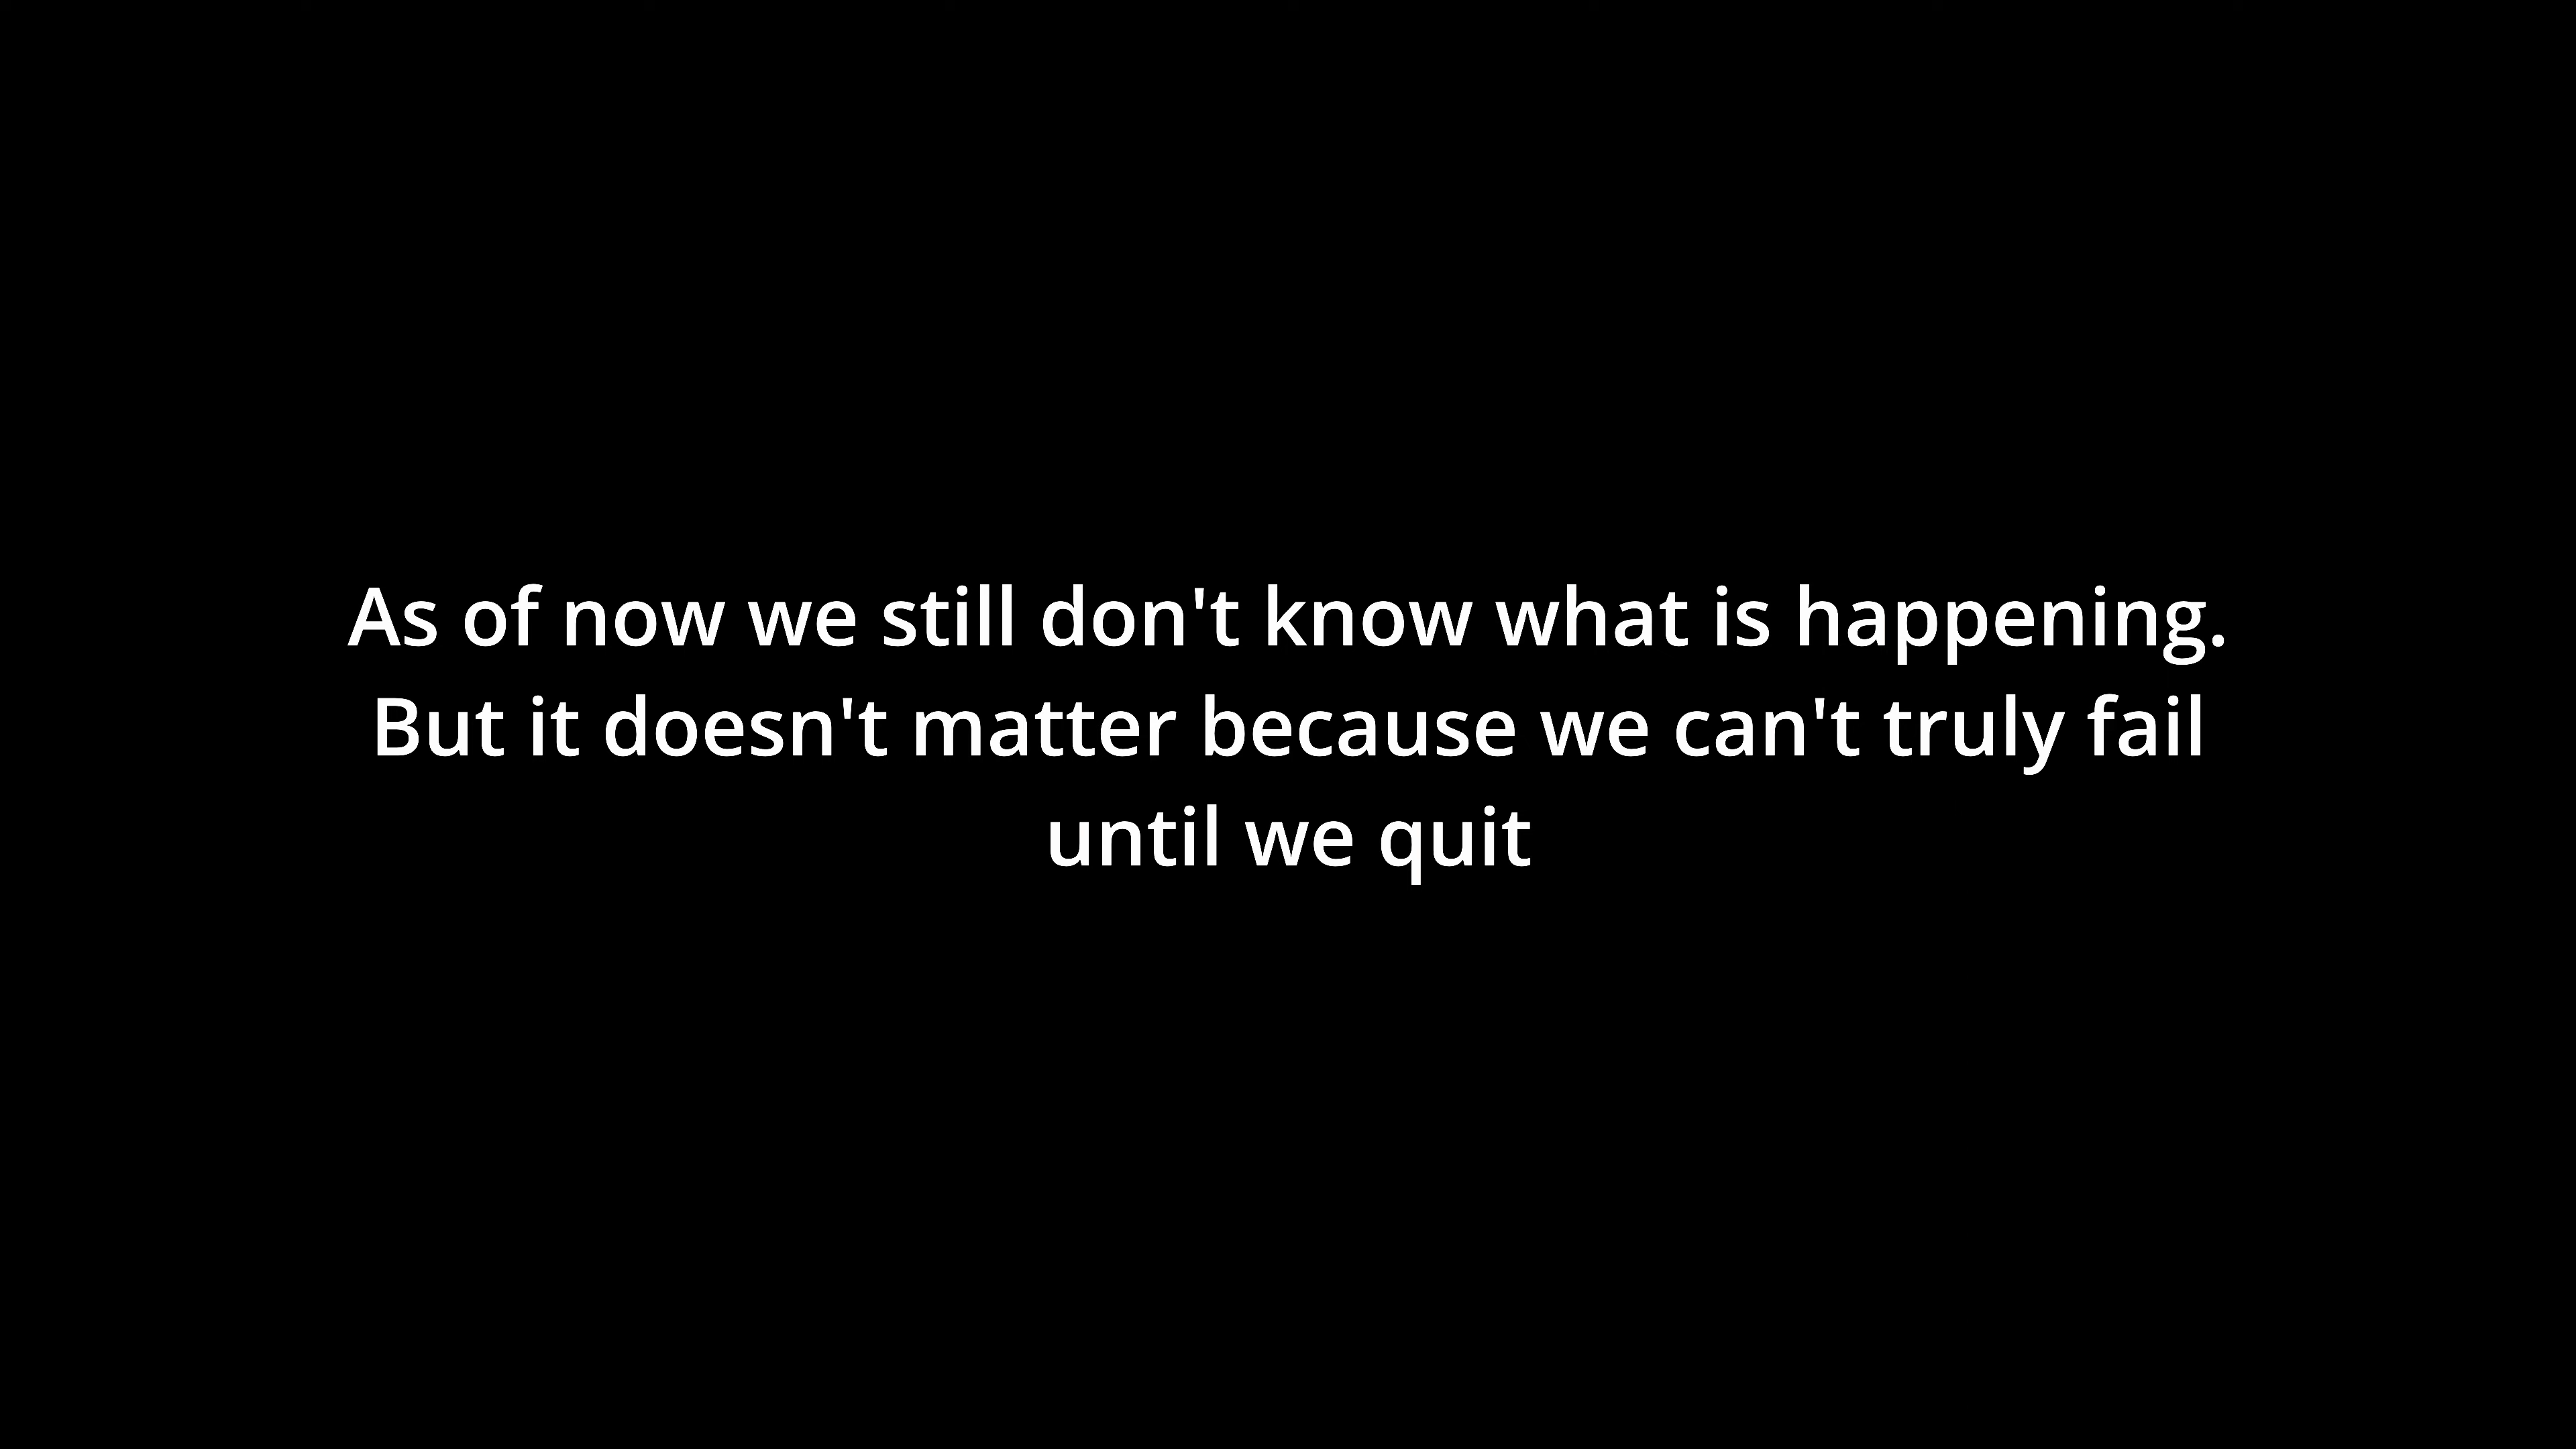 As of now we still don't know what is happening.
But it doesn't matter because we can't truly fail
until we quit